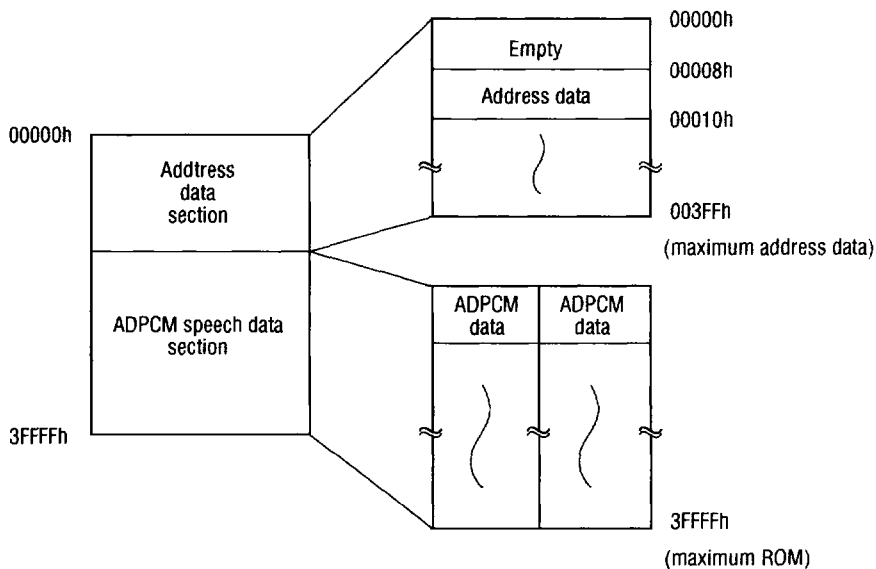 00000h
Addtress
data
section
ADPCM speech data
section
3FFFFh
00000h
Empty
00008h
Address data
00010h
003FFh
(maximum address data)
ADPCM
data
ADPCM
data
3FFFFh
(maximum ROM)